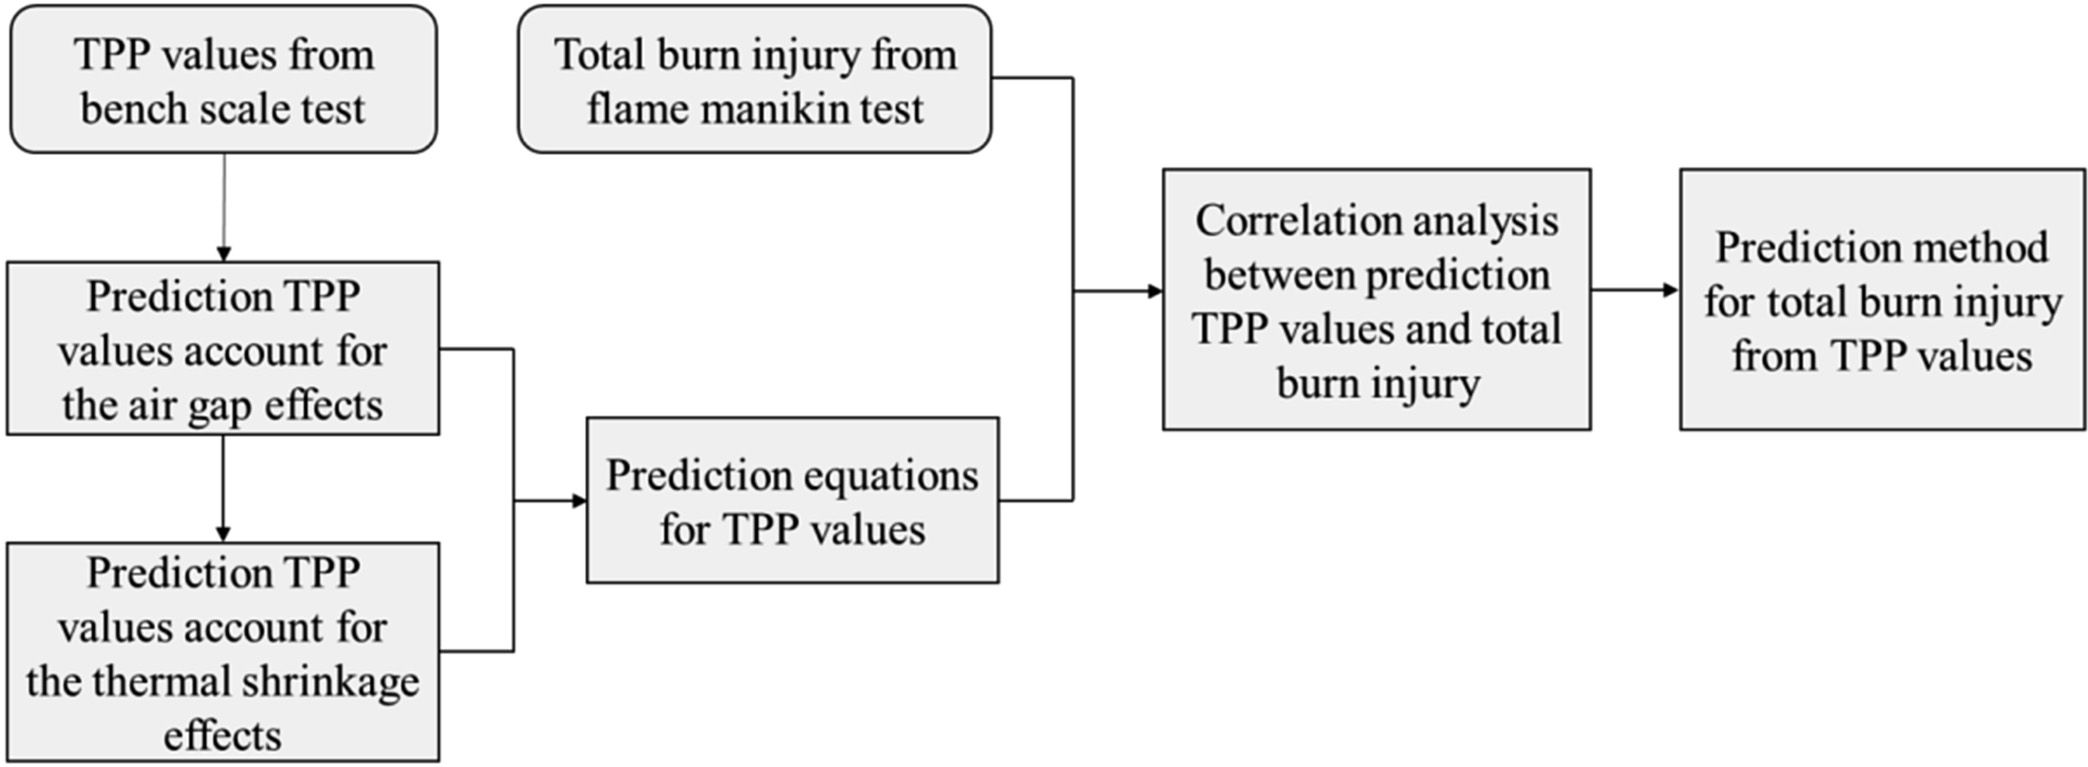 TPP values from
bench scale test
Total burn injury from
flame manikin test
Prediction TPP
values account for
the air gap effects
Prediction TPP
values account for
the thermal shrinkage
effects
Prediction equations
for TPP values
Correlation analysis
between prediction
TPP values and total
burn injury
Prediction method
for total burn injury
from TPP values